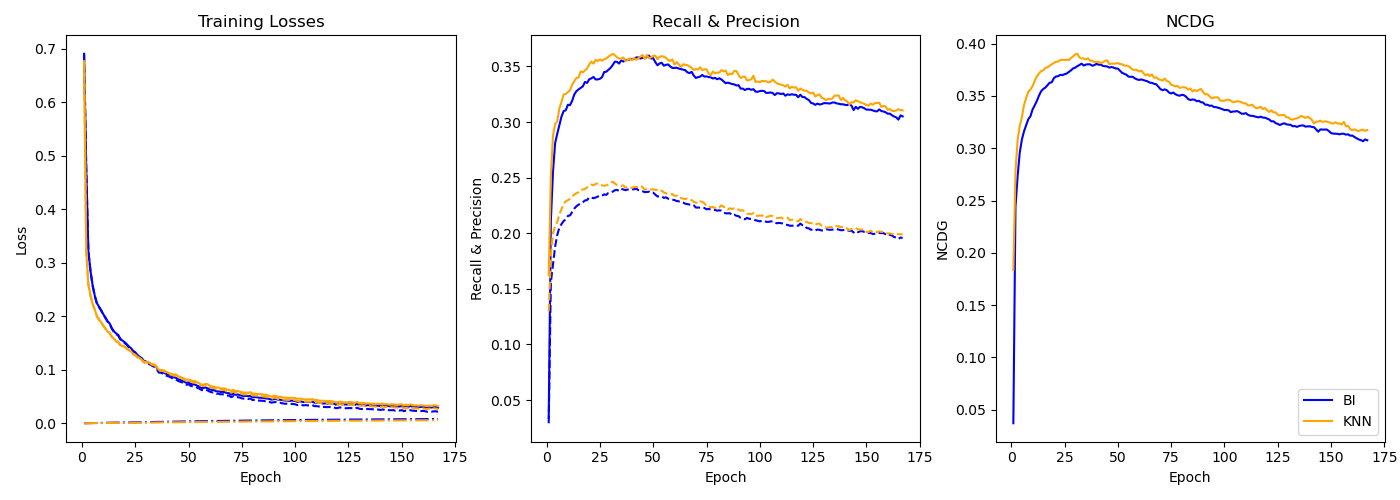 Training Losses
Recall & Precision
NCDG
0.7
0.6
0.5
0.4
0.3
0.2
0.1
0.0
Loss
0 25 50 75 100 125 150 175
Epoch
0.35
0.30
0.25
0.20
0.15
0.10
0.05
Recall & Precision
0 25 50 75 100 125 150 175
Epoch
0.40
0.35
0.30
0.25
0.20
0.15
0.10
0.05
NCDG
0 25 50 75 100 125 150 175
Epoch
BI
KNN